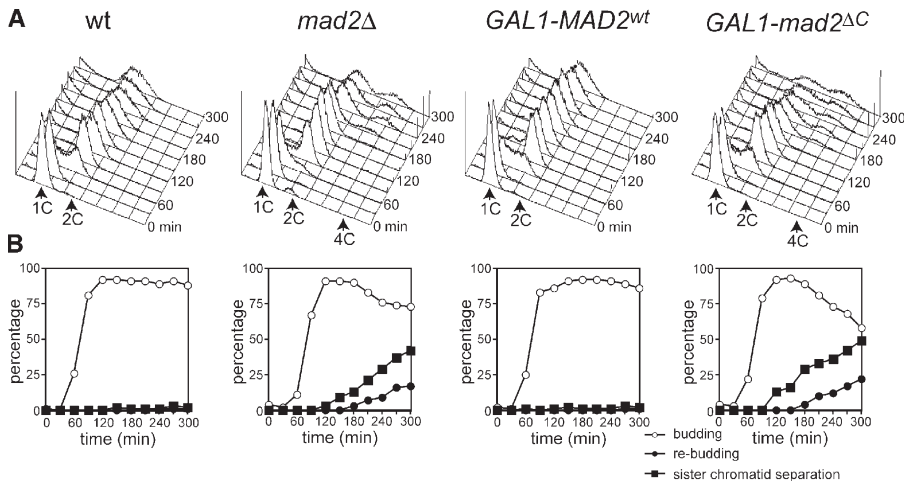 A
wt
mad2Δ
GAL1-MAD2wt
GAL1-mad2ΔC
300
240
180
120
60
0 min
1C
2C
300
240
180
120
60
0 min
1C
2C
4C
300
240
180
120
60
0 min
1C
2C
300
240
180
120
60
0 min
1C
2C
4C
B
percentage
100
75
50
25
0
0 60 120 180 240 300
time (min)
percentage
100
75
50
25
0
0 60 120 180 240 300
time (min)
percentage
100
75
50
25
0
0 60 120 180 240 300
time (min)
percentage
100
75
50
25
0
0 60 120 180 240 300
time (min)
budding
re-budding
sister chromatid separation